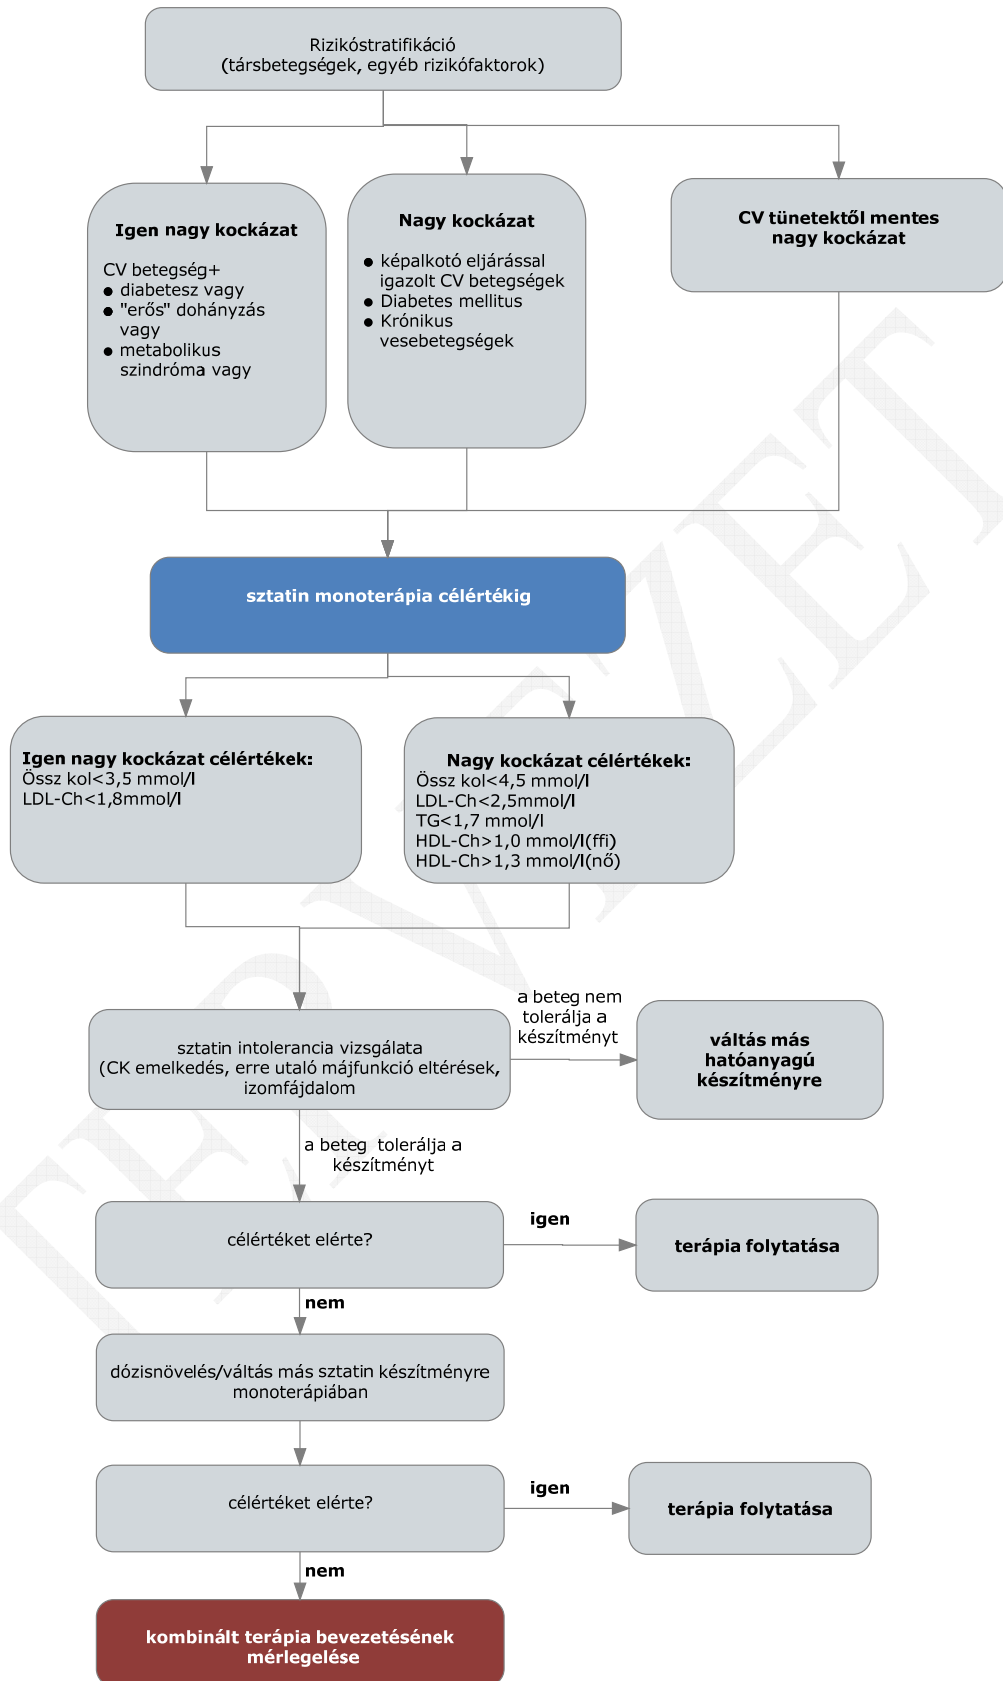 Rizikóstratifikáció
(társbetegségek, egyéb rizikófaktorok)
Igen nagy kockázat
CV betegség+
● diabetesz vagy
● "erős" dohányzás
vagy
● metabolikus
szindróma vagy
Nagy kockázat
● képalkotó eljárással
igazolt CV betegségek
● Diabetes mellitus
● Krónikus
vesebetegségek
CV tünetektől mentes
nagy kockázat
sztatin monoterápia célértékig
Igen nagy kockázat célértékek:
Össz kol<3,5 mmol/l
LDL-Ch<1,8mmol/l
Nagy kockázat célértékek:
Össz kol<4,5 mmol/l
LDL-Ch<2,5mmol/l
TG<1,7 mmol/l
HDL-Ch>1,0 mmol/l(ffi)
HDL-Ch>1,3 mmol/l(nő)
sztatin intolerancia vizsgálata
(CK emelkedés, erre utaló májfunkció eltérések,
izomfájdalom
a beteg nem
tolerálja a
készítményt
váltás más
hatóanyagú
készítményre
a beteg tolerálja a
készítményt
célértéket elérte?
igen
terápia folytatása
nem
dózisnövelés/váltás más sztatin készítményre
monoterápiában
célértéket elérte?
igen
terápia folytatása
nem
kombinált terápia bevezetésének
mérlegelése
TERVEZET